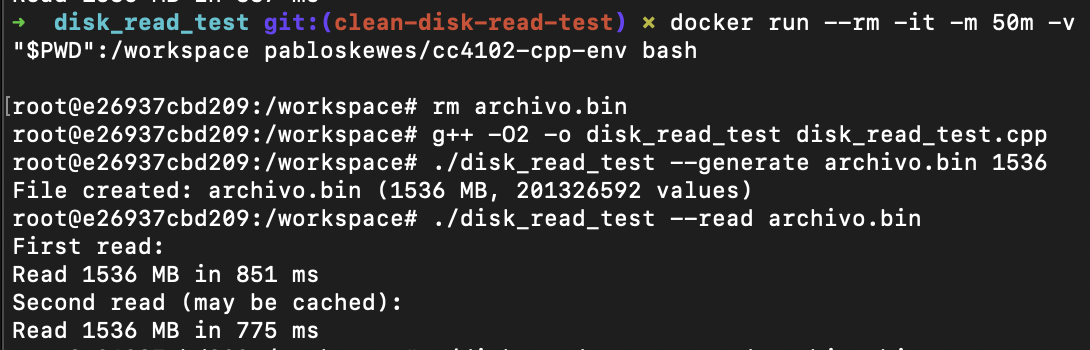 → disk_read_test git:(clean-disk-read-test) × docker run --rm -it -m 50m -v
"$PWD":/workspace pabloskewes/cc4102-cpp-env bash
[root@e26937cbd209:/workspace# rm archivo.bin
root@e26937cbd209:/workspace# g++ -O2 -o disk_read_test disk_read_test.cpp
root@e26937cbd209:/workspace# ./disk_read_test --generate archivo.bin 1536
File created: archivo.bin (1536 MB, 201326592 values)
root@e26937cbd209:/workspace# ./disk_read_test --read archivo.bin
First read:
Read 1536 MB in 851 ms
Second read (may be cached):
Read 1536 MB in 775 ms